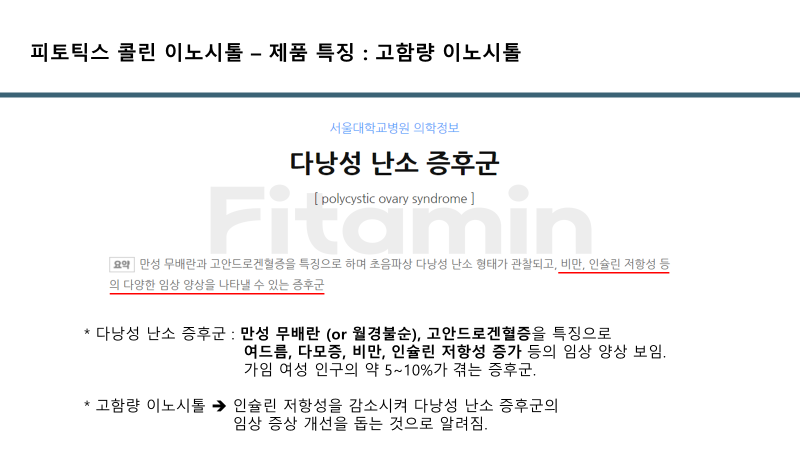 피토틱스 콜린 이노시톨 – 제품 특징 : 고함량 이노시톨
서울대학교병원 의학정보
다낭성 난소 증후군
[ polycystic ovary syndrome ]
Fitamin
요약 만성 무배란과 고안드로겐혈증을 특징으로 하며 초음파상 다낭성 난소 형태가 관찰되고, 비만, 인슐린 저항성 등
의 다양한 임상 양상을 나타낼 수 있는 증후군
* 다낭성 난소 증후군 : 만성 무배란 (or 월경불순), 고안드로겐혈증을 특징으로
여드름, 다모증, 비만, 인슐린 저항성 증가 등의 임상 양상 보임.
가임 여성 인구의 약 5~10%가 겪는 증후군.
* 고함량 이노시톨 ➔ 인슐린 저항성을 감소시켜 다낭성 난소 증후군의
임상 증상 개선을 돕는 것으로 알려짐.